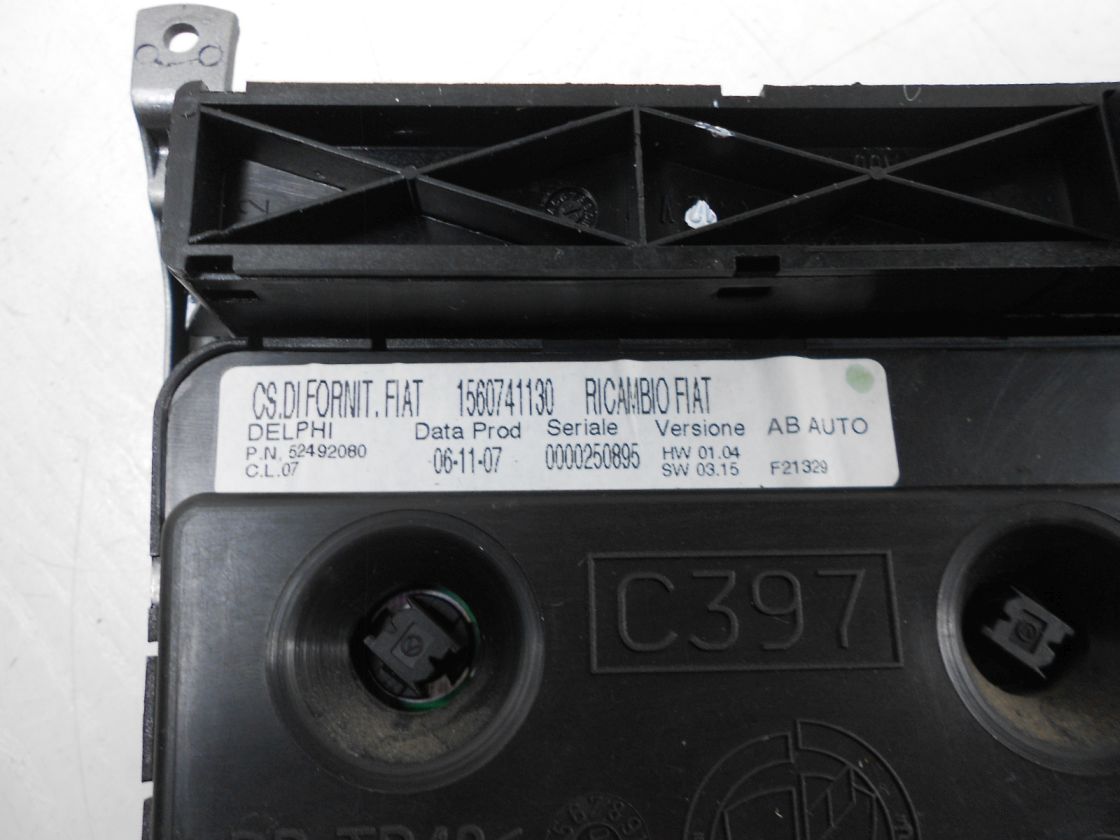 CS.DI FORNIT. FIAT 1560741130 RICAMBIO FIAT
DELPHI Data Prod Seriale Versione AB AUTO
P.N. 52492080 06-11-07 0000250895 HW 01.04
C.L.07 SW 03.15 F21329
C397